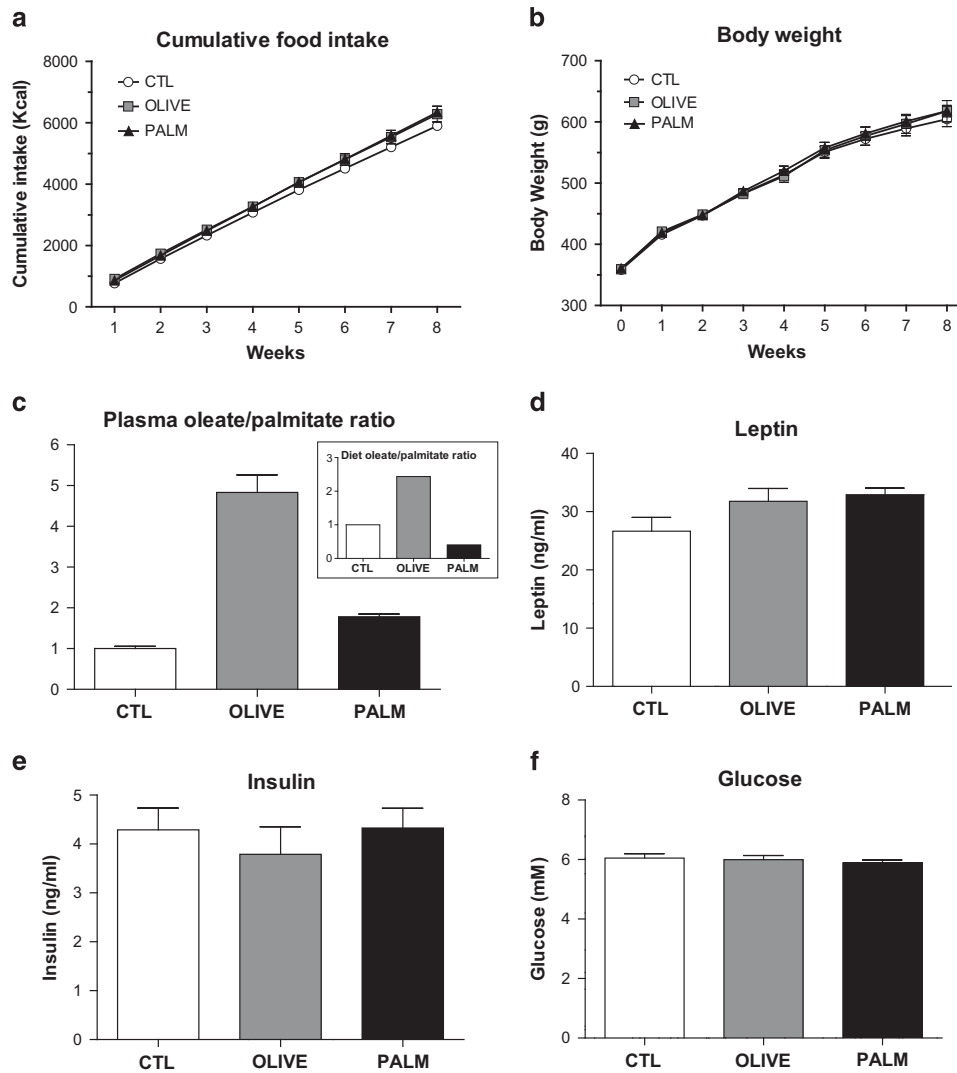 a
Cumulative food intake
8000
6000
4000
2000
0
CTL
OLIVE
PALM
Cumulative intake (Kcal)
1 2 3 4 5 6 7 8
Weeks
b
Body weight
700
600
500
400
300
CTL
OLIVE
PALM
Body Weight (g)
0 1 2 3 4 5 6 7 8
Weeks
c
Plasma oleate/palmitate ratio
6
5
4
3
2
1
0
CTL OLIVE PALM
Diet oleate/palmitate ratio
3
2
1
0
CTL OLIVE PALM
d
Leptin
40
30
20
10
0
Leptin (ng/ml)
CTL OLIVE PALM
e
Insulin
5
4
3
2
1
0
Insulin (ng/ml)
CTL OLIVE PALM
f
Glucose
8
6
4
2
0
Glucose (mM)
CTL OLIVE PALM